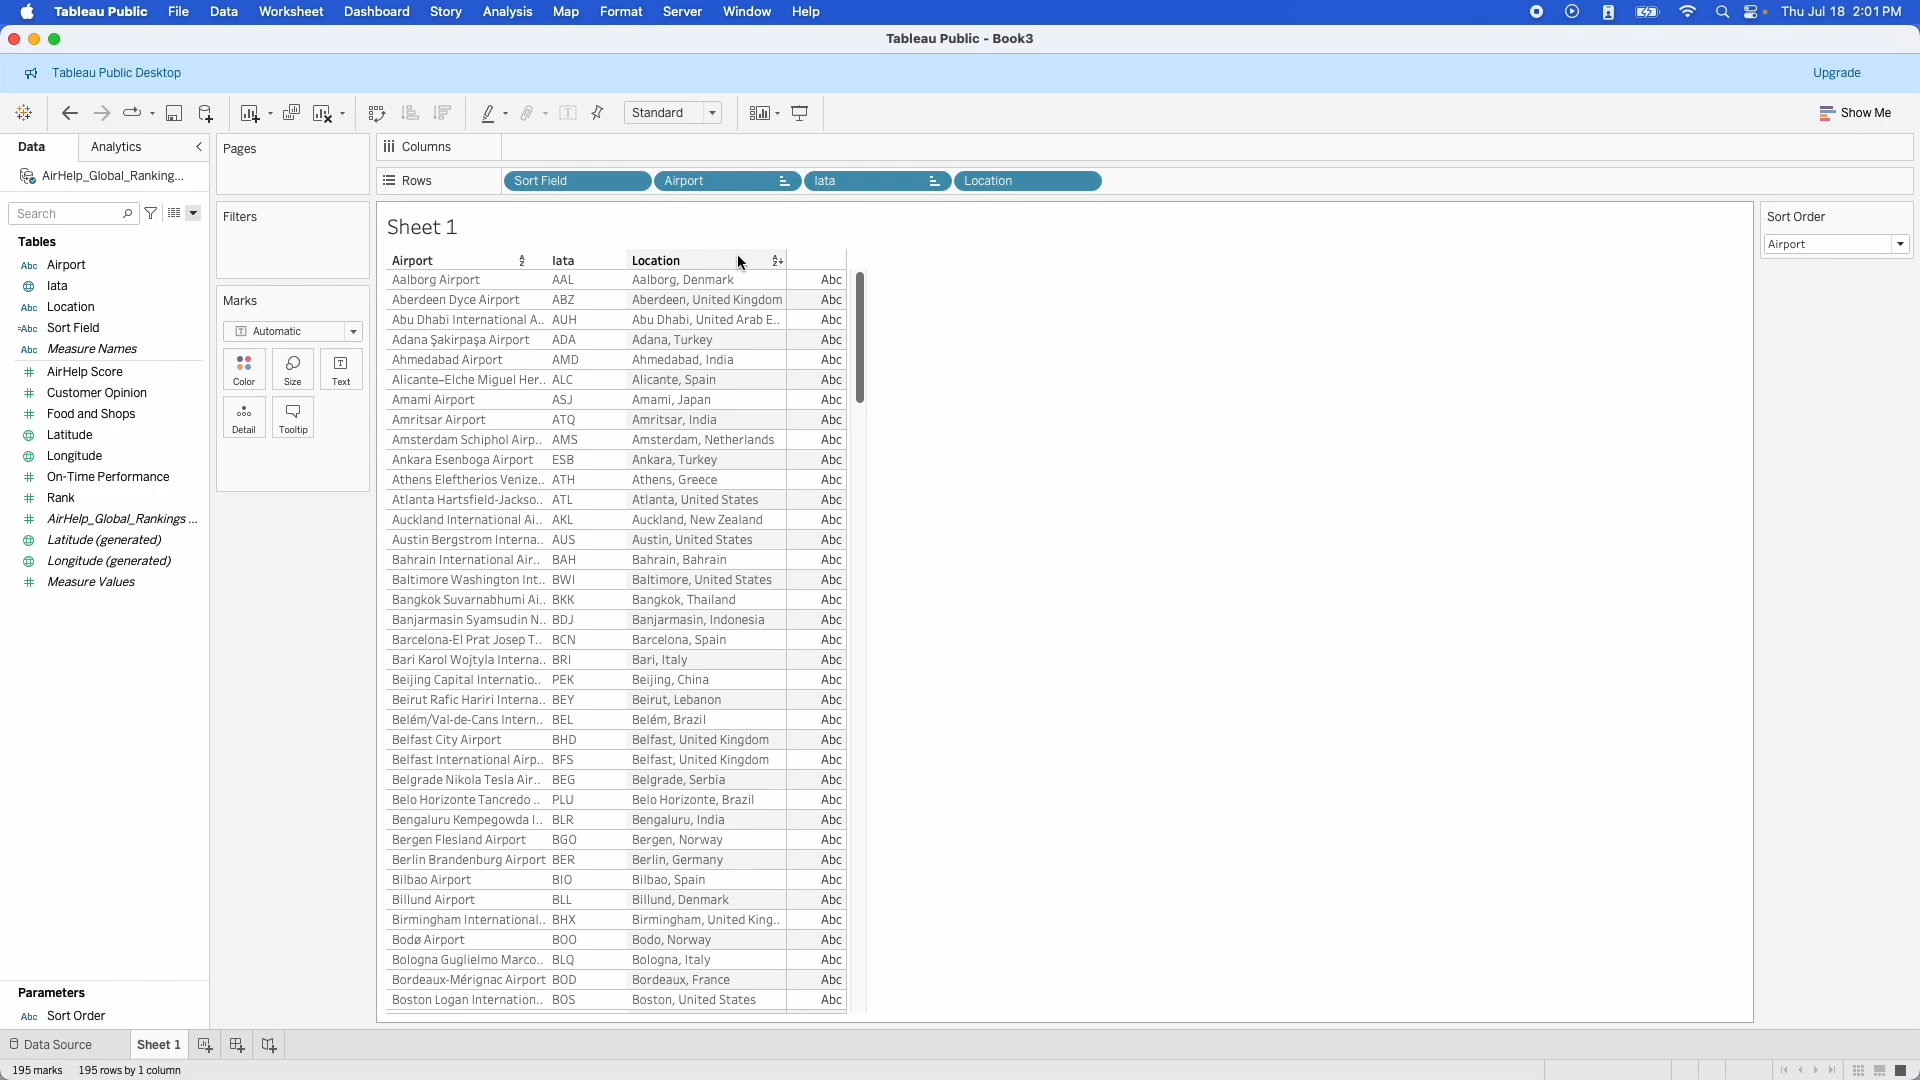 Tableau Public File Data Worksheet Dashboard Story Analysis Map Format Server Window Help Thu Jul 18 2:01 PM
Tableau Public - Book3
Tableau Public Desktop Upgrade
Standard Show Me
Data Analytics
Pages
Columns
AirHelp_Global_Ranking...
Rows Sort Field Airport Iata Location
Search
Filters
Sheet 1
Sort Order
Airport
Tables
Abc Airport
Iata
Abc Location
=Abc Sort Field
Abc Measure Names
# AirHelp Score
# Customer Opinion
# Food and Shops
Latitude
Longitude
# On-Time Performance
# Rank
# AirHelp_Global_Rankings ...
Latitude (generated)
Longitude (generated)
# Measure Values
Marks
Automatic
Color Size Text
Detail Tooltip
Airport Iata Location
Aalborg Airport AAL Aalborg, Denmark Abc
Aberdeen Dyce Airport ABZ Aberdeen, United Kingdom Abc
Abu Dhabi International A.. AUH Abu Dhabi, United Arab E.. Abc
Adana Şakirpaşa Airport ADA Adana, Turkey Abc
Ahmedabad Airport AMD Ahmedabad, India Abc
Alicante–Elche Miguel Her.. ALC Alicante, Spain Abc
Amami Airport ASJ Amami, Japan Abc
Amritsar Airport ATQ Amritsar, India Abc
Amsterdam Schiphol Airp.. AMS Amsterdam, Netherlands Abc
Ankara Esenboga Airport ESB Ankara, Turkey Abc
Athens Eleftherios Venize.. ATH Athens, Greece Abc
Atlanta Hartsfield-Jackso.. ATL Atlanta, United States Abc
Auckland International Ai.. AKL Auckland, New Zealand Abc
Austin Bergstrom Interna.. AUS Austin, United States Abc
Bahrain International Air.. BAH Bahrain, Bahrain Abc
Baltimore Washington Int.. BWI Baltimore, United States Abc
Bangkok Suvarnabhumi Ai.. BKK Bangkok, Thailand Abc
Banjarmasin Syamsudin N.. BDJ Banjarmasin, Indonesia Abc
Barcelona-El Prat Josep T.. BCN Barcelona, Spain Abc
Bari Karol Wojtyla Interna.. BRI Bari, Italy Abc
Beijing Capital Internatio.. PEK Beijing, China Abc
Beirut Rafic Hariri Interna.. BEY Beirut, Lebanon Abc
Belém/Val-de-Cans Intern.. BEL Belém, Brazil Abc
Belfast City Airport BHD Belfast, United Kingdom Abc
Belfast International Airp.. BFS Belfast, United Kingdom Abc
Belgrade Nikola Tesla Air.. BEG Belgrade, Serbia Abc
Belo Horizonte Tancredo .. PLU Belo Horizonte, Brazil Abc
Bengaluru Kempegowda I.. BLR Bengaluru, India Abc
Bergen Flesland Airport BGO Bergen, Norway Abc
Berlin Brandenburg Airport BER Berlin, Germany Abc
Bilbao Airport BIO Bilbao, Spain Abc
Billund Airport BLL Billund, Denmark Abc
Birmingham International.. BHX Birmingham, United King.. Abc
Bodø Airport BOO Bodo, Norway Abc
Bologna Guglielmo Marco.. BLQ Bologna, Italy Abc
Bordeaux-Mérignac Airport BOD Bordeaux, France Abc
Boston Logan Internation.. BOS Boston, United States Abc
Parameters
Abc Sort Order
Data Source Sheet 1
195 marks 195 rows by 1 column